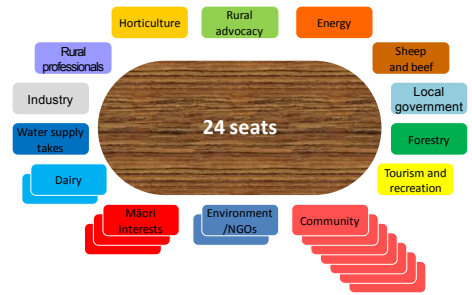 Horticulture
Rural
advocacy
Energy
Rural
professionals
Sheep
and beef
Industry
Local
government
24 seats
Water supply
takes
Forestry
Dairy
Tourism and
recreation
Māori
interests
Environment
/NGOs
Community